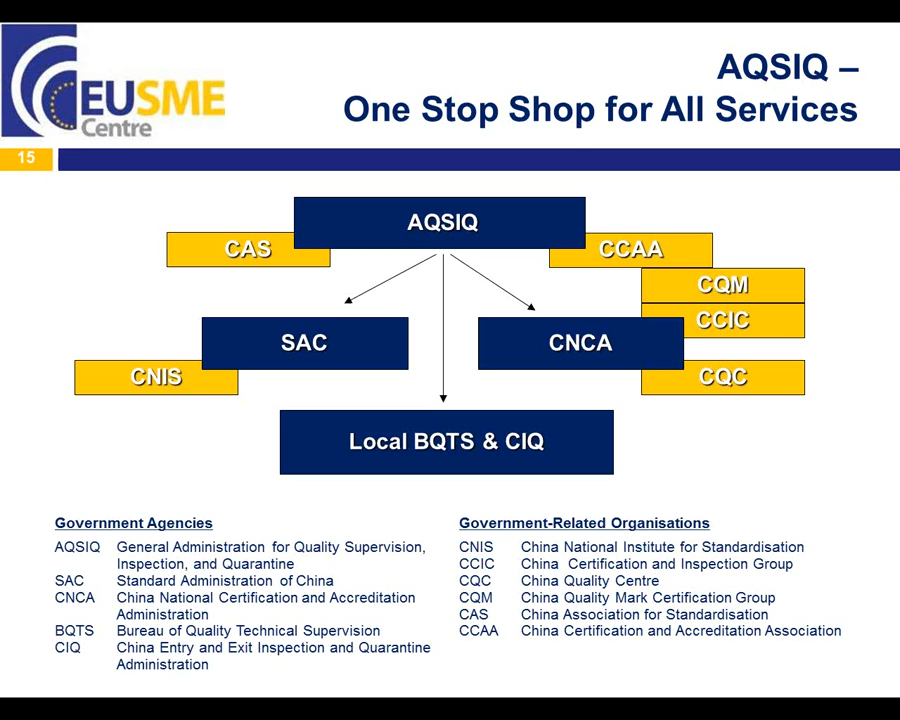 EUSME
Centre
AQSIQ –
One Stop Shop for All Services
15
AQSIQ
CAS
CCAA
CQM
CCIC
SAC
CNCA
CNIS
CQC
Local BQTS & CIQ
Government Agencies
AQSIQ General Administration for Quality Supervision,
Inspection, and Quarantine
SAC Standard Administration of China
CNCA China National Certification and Accreditation
Administration
BQTS Bureau of Quality Technical Supervision
CIQ China Entry and Exit Inspection and Quarantine
Administration
Government-Related Organisations
CNIS China National Institute for Standardisation
CCIC China Certification and Inspection Group
CQC China Quality Centre
CQM China Quality Mark Certification Group
CAS China Association for Standardisation
CCAA China Certification and Accreditation Association